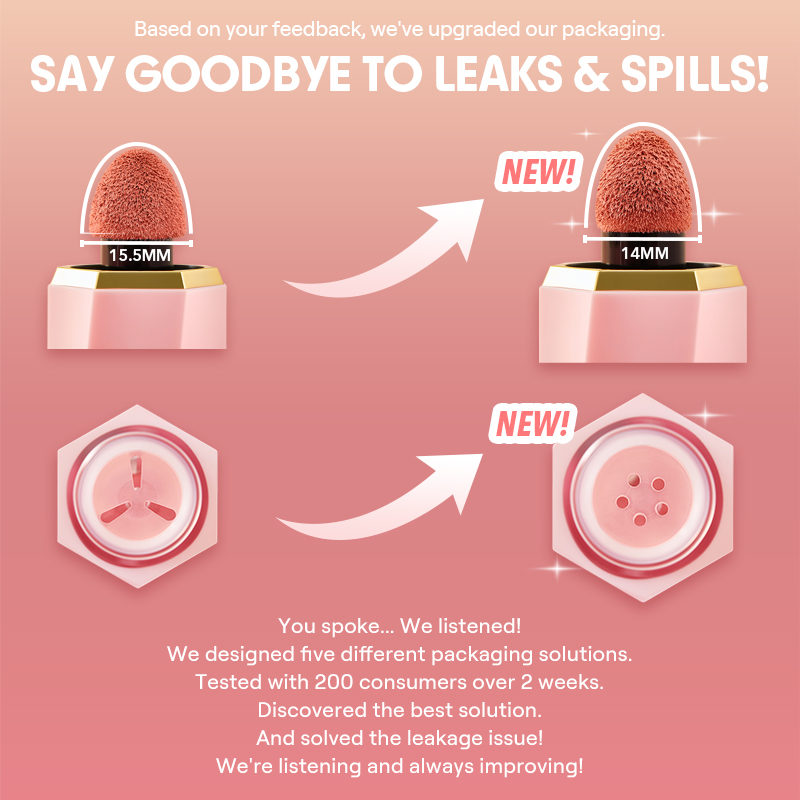 Based on your feedback, we've upgraded our packaging.
SAY GOODBYE TO LEAKS & SPILLS!
NEW!
15.5MM
14MM
NEW!
You spoke... We listened!
We designed five different packaging solutions.
Tested with 200 consumers over 2 weeks.
Discovered the best solution.
And solved the leakage issue!
We're listening and always improving!